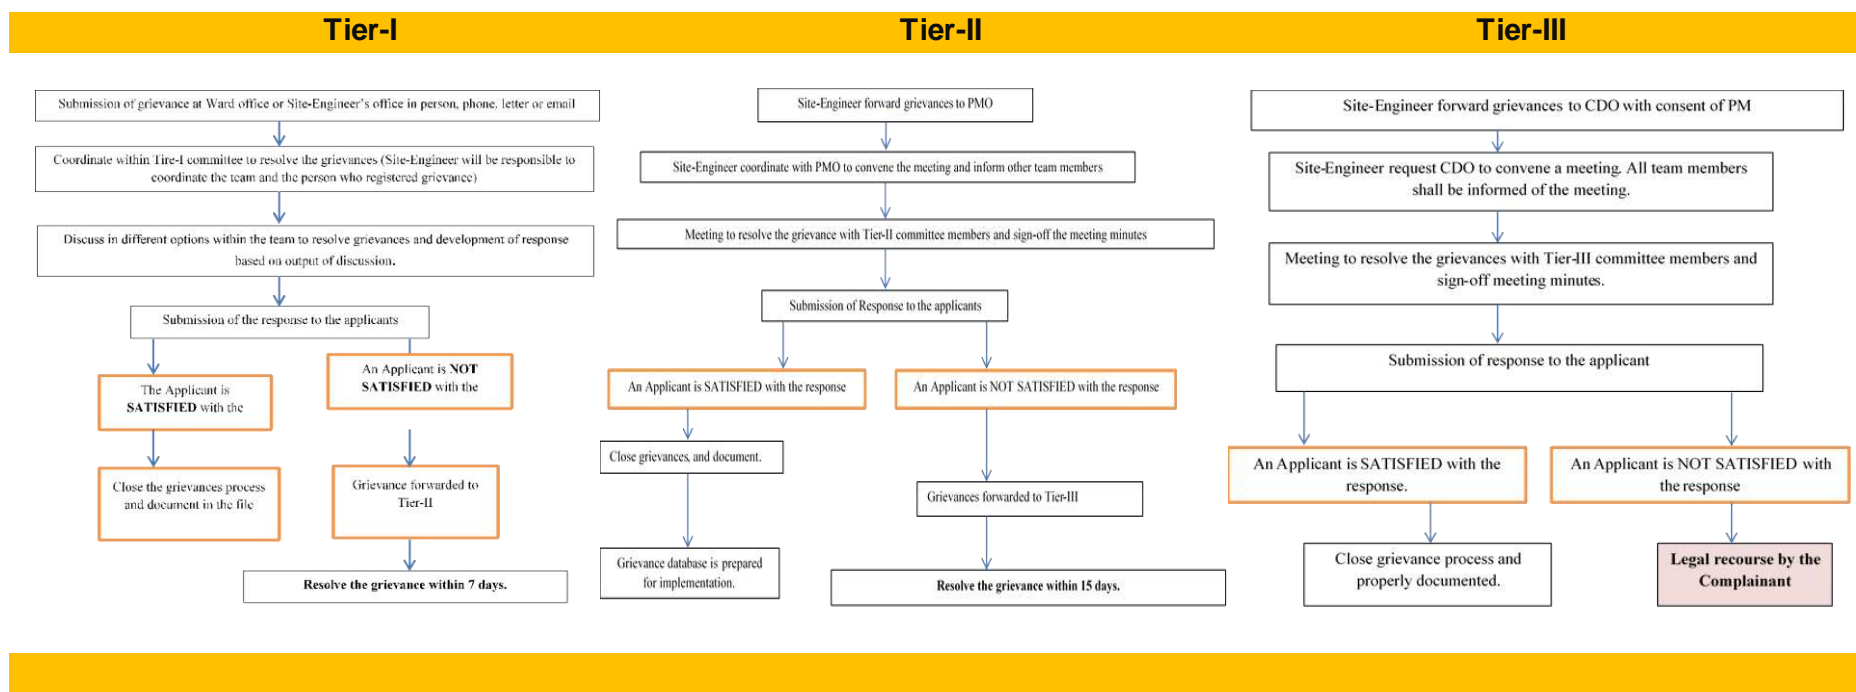 Tier-I
Tier-II
Tier-III
Submission of grievance at Ward office or Site-Engineer's office in person, phone, letter or email
Coordinate within Tire-I committee to resolve the grievances (Site-Engineer will be responsible to
coordinate the team and the person who registered grievance)
Discuss in different options within the team to resolve grievances and development of response
based on output of discussion.
Submission of the response to the applicants
The Applicant is
SATISFIED with the
An Applicant is NOT
SATISFIED with the
Close the grievances process
and document in the file
Grievance forwarded to
Tier-II
Resolve the grievance within 7 days.
Site-Engineer forward grievances to PMO
Site-Engineer coordinate with PMO to convene the meeting and inform other team members
Meeting to resolve the grievance with Tier-II committee members and sign-off the meeting minutes
Submission of Response to the applicants
An Applicant is SATISFIED with the response
An Applicant is NOT SATISFIED with the response
Close grievances, and document.
Grievances forwarded to Tier-III
Grievance database is prepared
for implementation.
Resolve the grievance within 15 days.
Site-Engineer forward grievances to CDO with consent of PM
Site-Engineer request CDO to convene a meeting. All team members
shall be informed of the meeting.
Meeting to resolve the grievances with Tier-III committee members and
sign-off meeting minutes.
Submission of response to the applicant
An Applicant is SATISFIED with the
response.
An Applicant is NOT SATISFIED with
the response
Close grievance process and
properly documented.
Legal recourse by the
Complainant